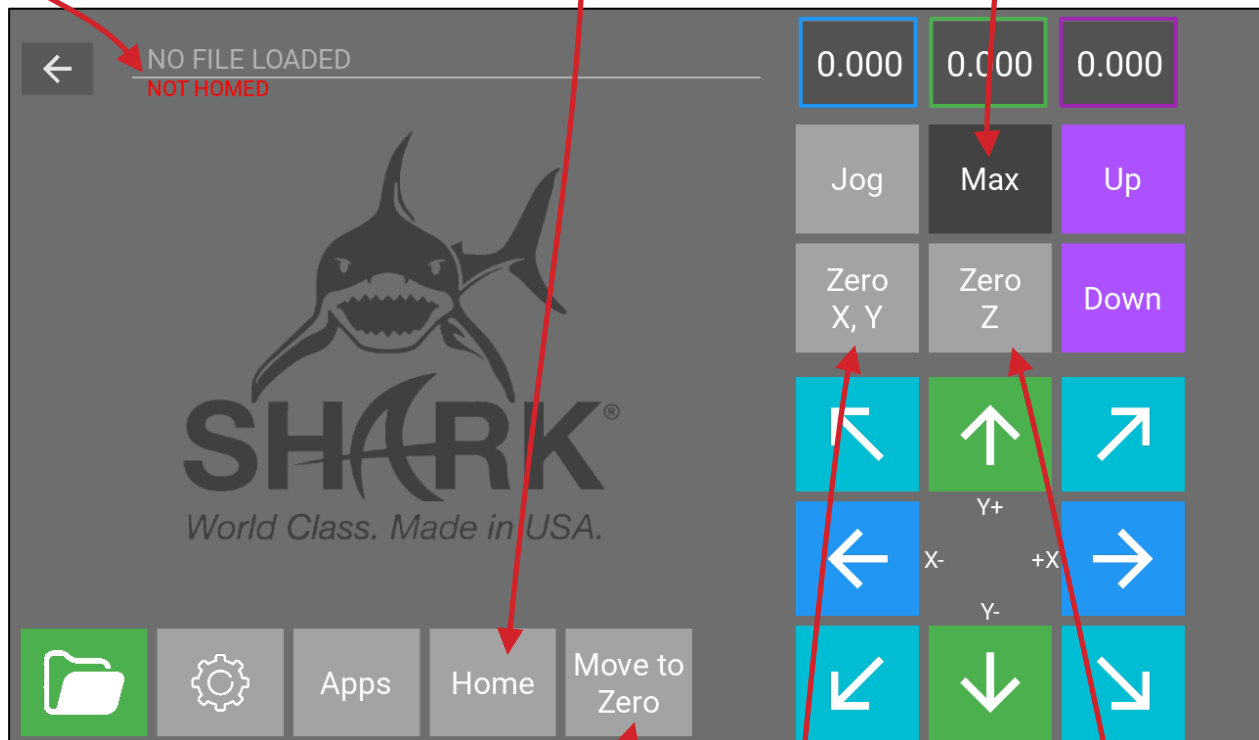 NO FILE LOADED
NOT HOMED
0.000 0.000 0.000
Jog Max Up
Zero X, Y
Zero Z
Down
Y+
X- +X
Y-
SHARK®
World Class. Made in USA.
Apps Home Move to Zero